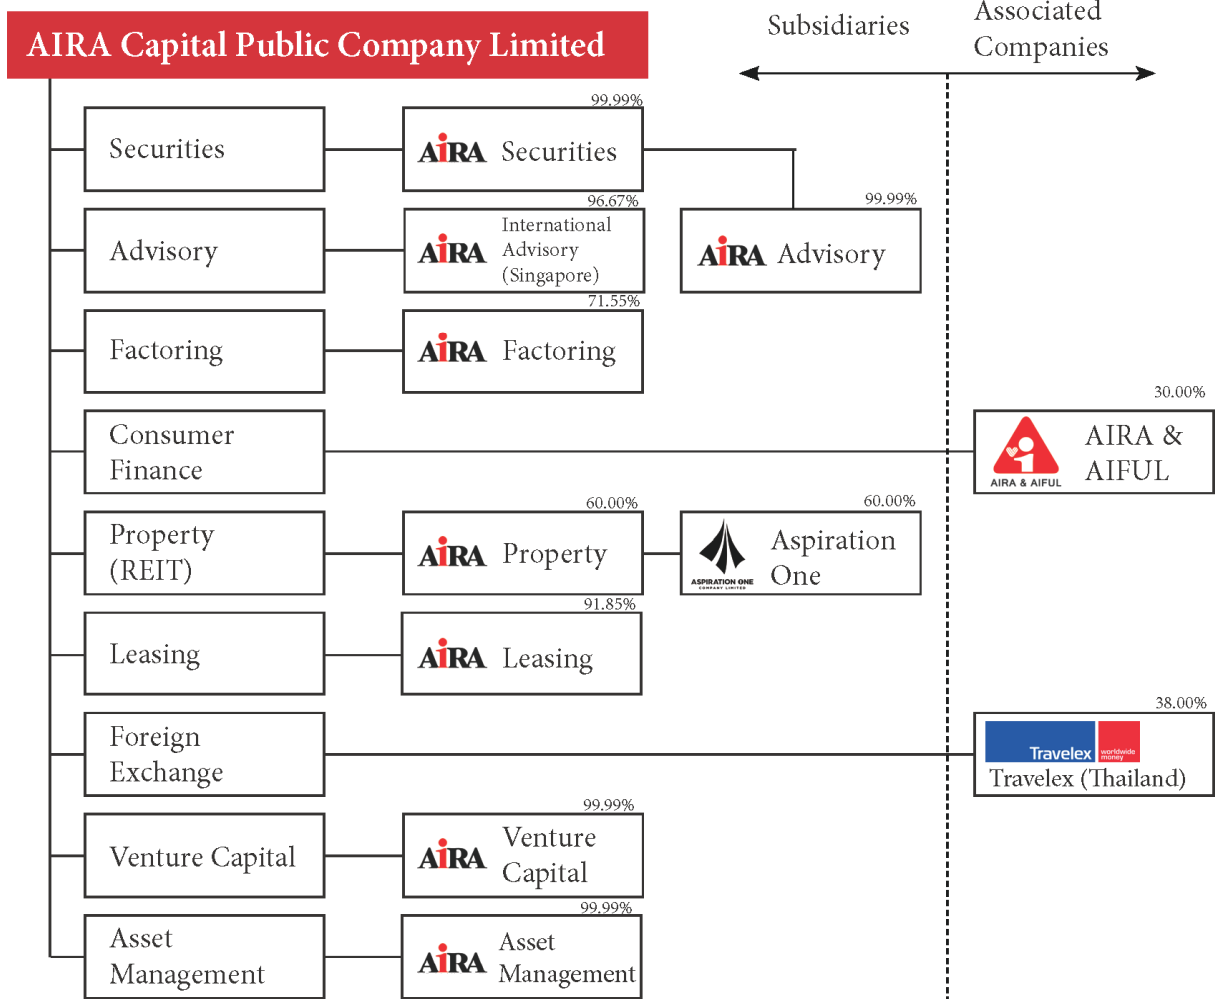 AIRA Capital Public Company Limited
Subsidiaries
Associated
Companies
99.99%
Securities
AiRA Securities
96.67%
99.99%
Advisory
AiRA
International
Advisory
(Singapore)
AiRA Advisory
71.55%
Factoring
AiRA Factoring
30.00%
Consumer
Finance
AIRA & AIFUL
AIRA &
AIFUL
60.00%
60.00%
Property
(REIT)
AiRA Property
ASPIRATION ONE
COMPANY LIMITED
Aspiration
One
91.85%
Leasing
AiRA Leasing
38.00%
Foreign
Exchange
Travelex
worldwide
money
Travelex (Thailand)
99.99%
Venture Capital
AiRA
Venture
Capital
99.99%
Asset
Management
AiRA
Asset
Management